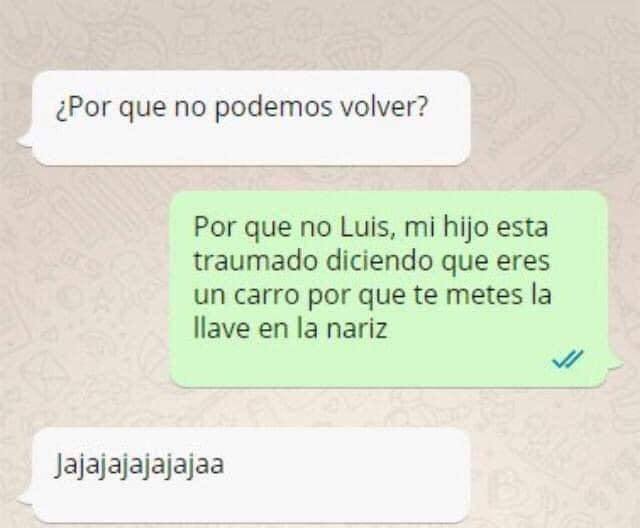 ¿Por que no podemos volver?
Por que no Luis, mi hijo esta
traumado diciendo que eres
un carro por que te metes la
llave en la nariz
Jajajajajajajaa